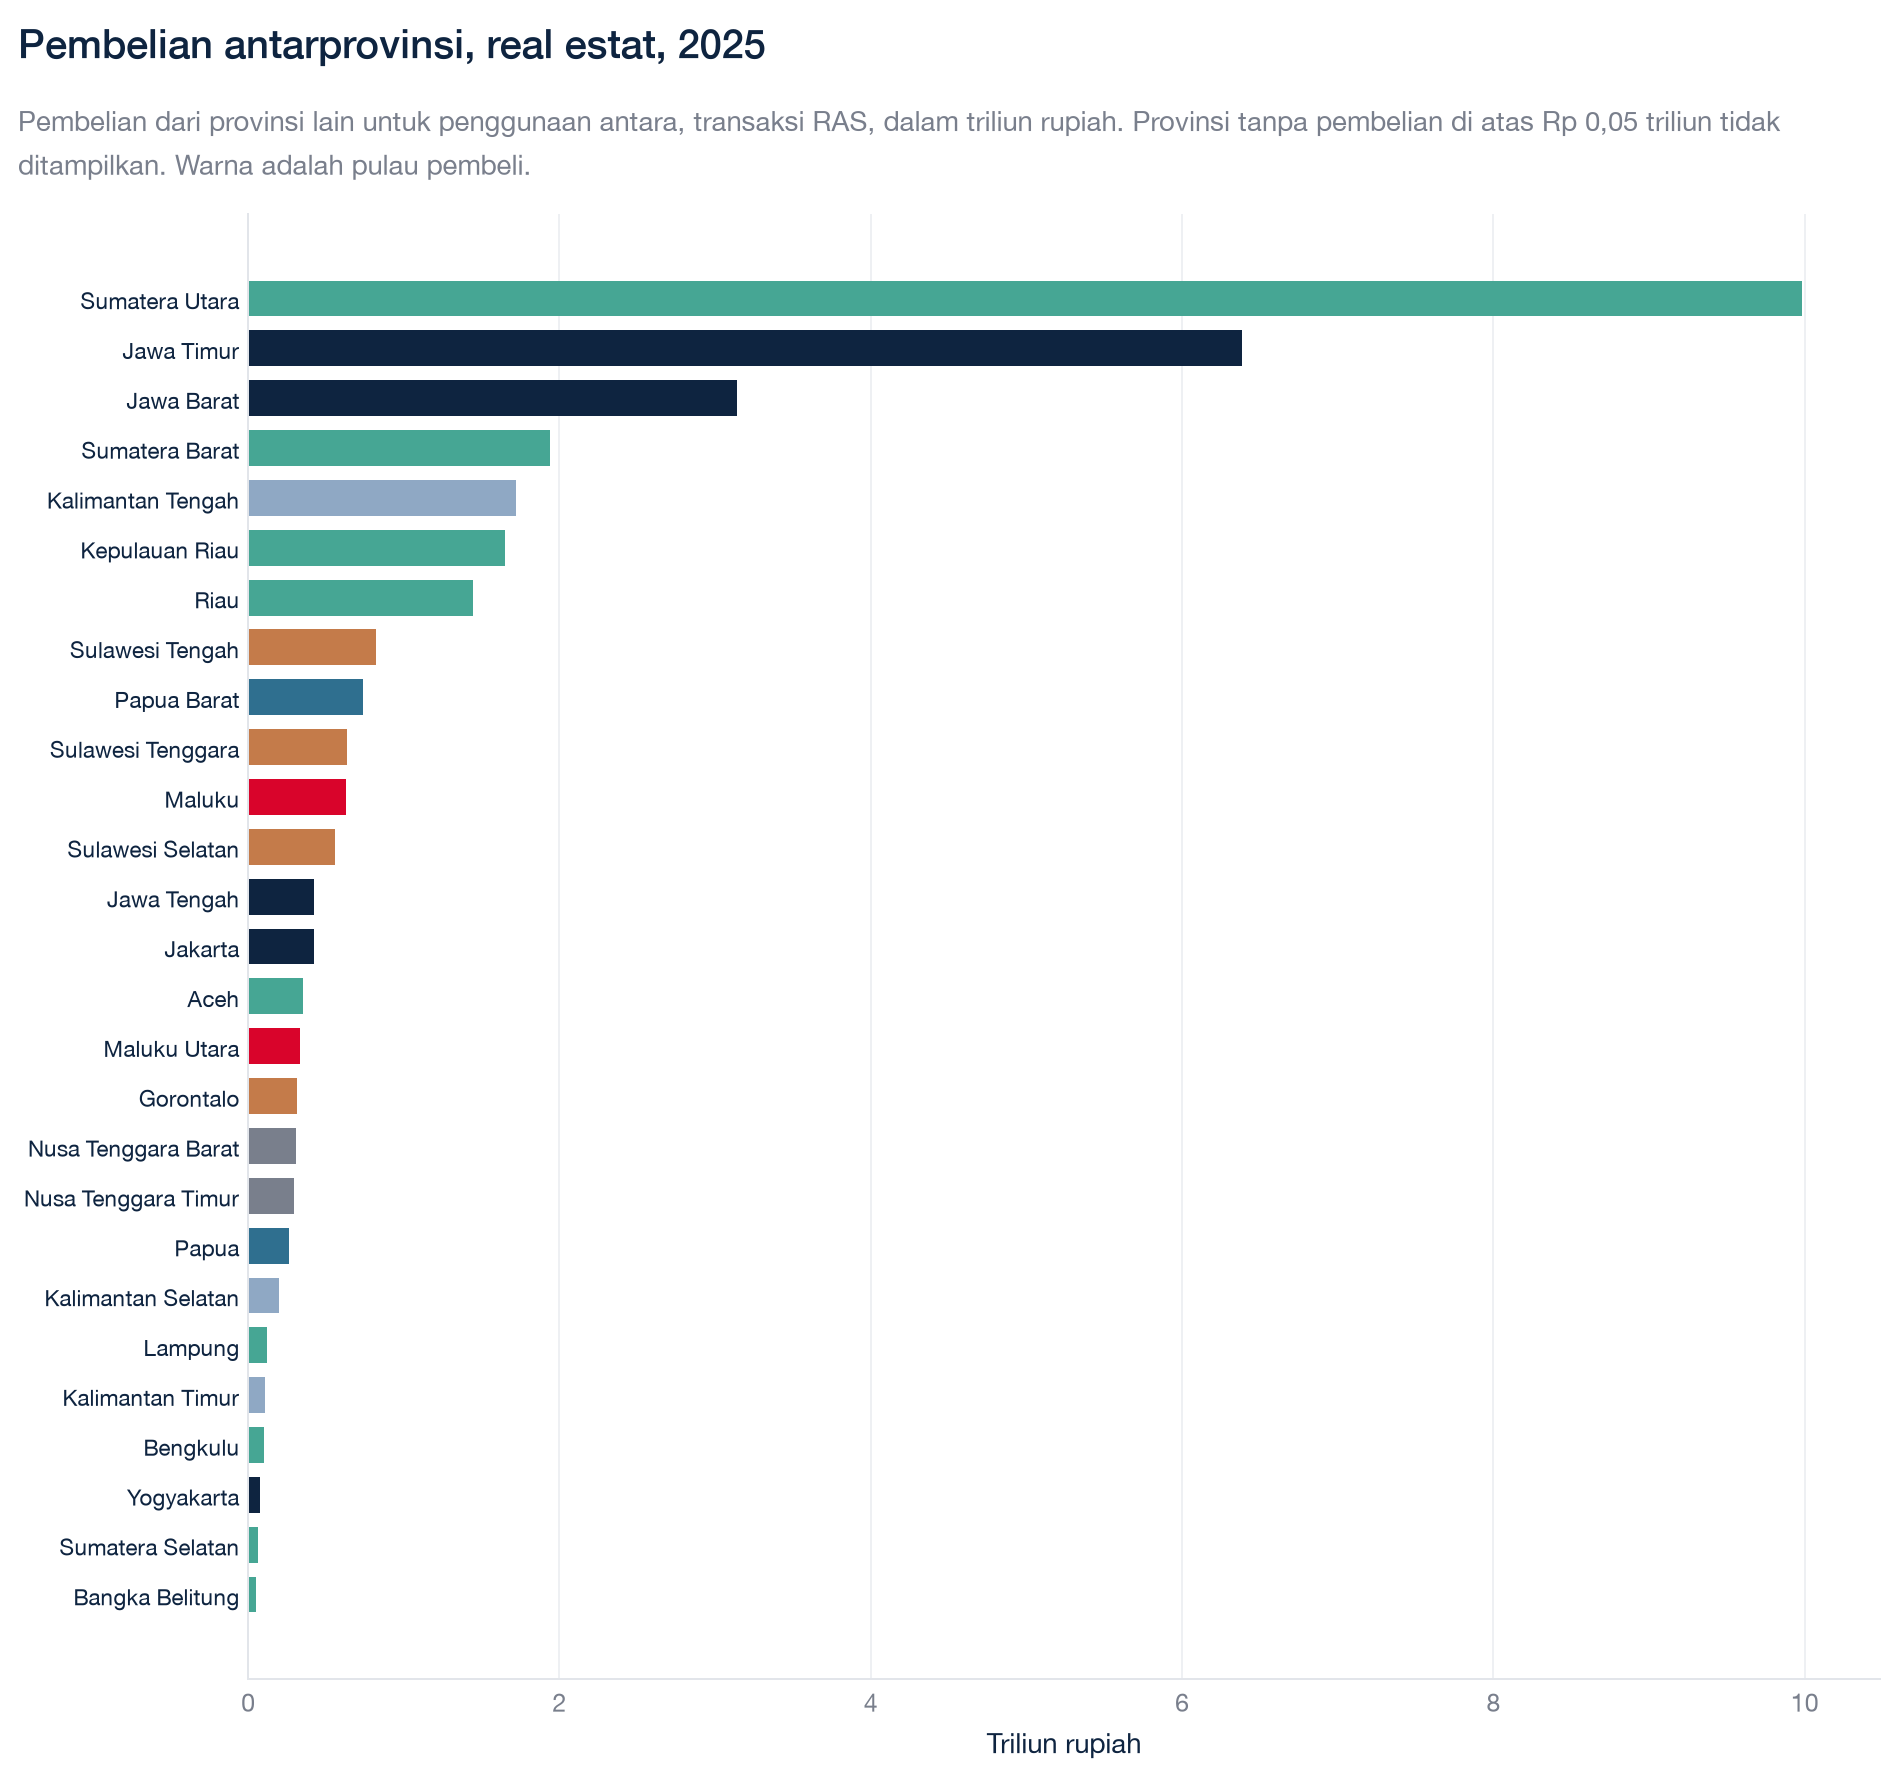 Pembelian antarprovinsi, real estat, 2025
Pembelian dari provinsi lain untuk penggunaan antara, transaksi RAS, dalam triliun rupiah. Provinsi tanpa pembelian di atas Rp 0,05 triliun tidak
ditampilkan. Warna adalah pulau pembeli.
Sumatera Utara
Jawa Timur
Jawa Barat
Sumatera Barat
Kalimantan Tengah
Kepulauan Riau
Riau
Sulawesi Tengah
Papua Barat
Sulawesi Tenggara
Maluku
Sulawesi Selatan
Jawa Tengah
Jakarta
Aceh
Maluku Utara
Gorontalo
Nusa Tenggara Barat
Nusa Tenggara Timur
Papua
Kalimantan Selatan
Lampung
Kalimantan Timur
Bengkulu
Yogyakarta
Sumatera Selatan
Bangka Belitung
0 2 4 6 8 10
Triliun rupiah